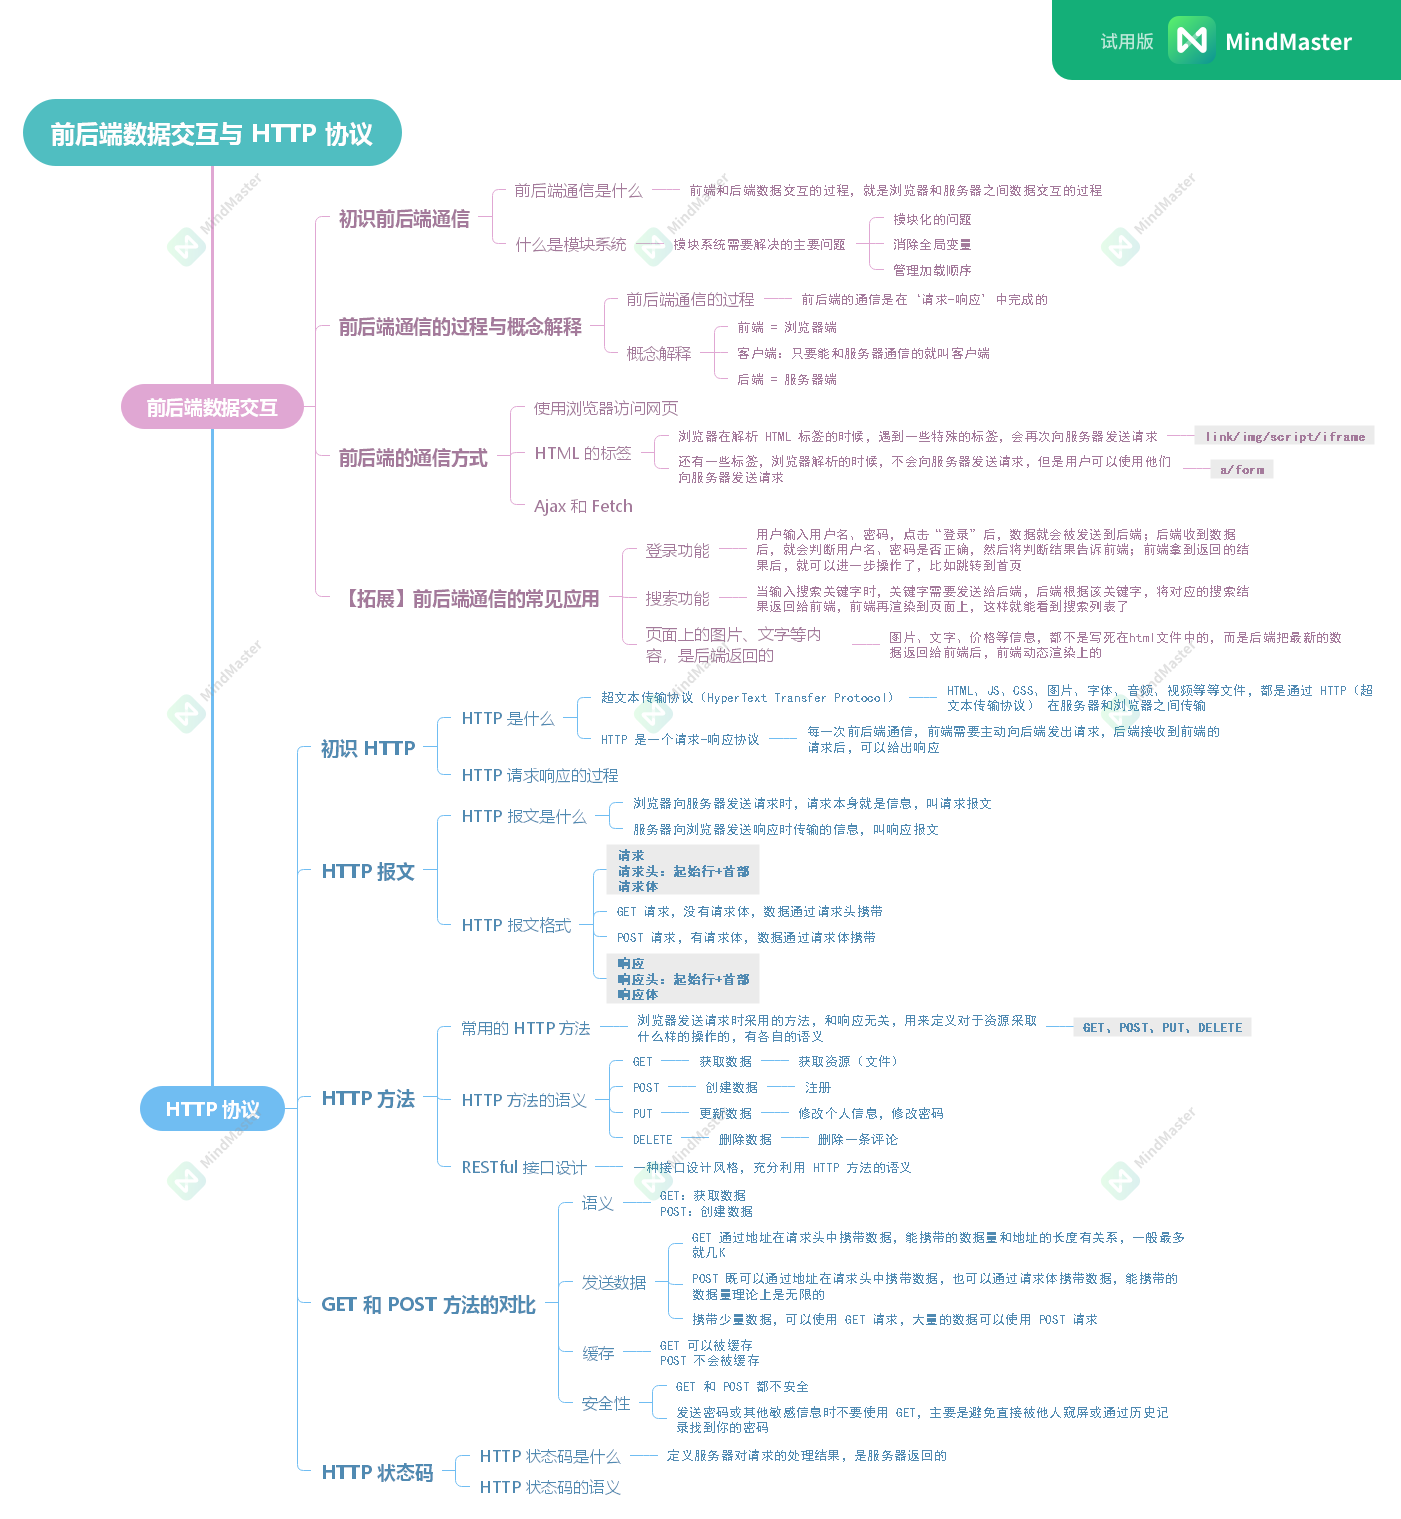 试用版 MindMaster
前后端数据交互与 HTTP 协议
前后端数据交互
初识前后端通信
前后端通信是什么
前端和后端数据交互的过程，就是浏览器和服务器之间数据交互的过程
什么是模块系统
模块系统需要解决的主要问题
模块化的问题
消除全局变量
管理加载顺序
前后端通信的过程与概念解释
前后端通信的过程
前后端的通信是在‘请求-响应’中完成的
概念解释
前端 = 浏览器端
客户端：只要能和服务器通信的就叫客户端
后端 = 服务器端
前后端的通信方式
使用浏览器访问网页
HTML 的标签
浏览器在解析 HTML 标签的时候，遇到一些特殊的标签，会再次向服务器发送请求
link/img/script/iframe
还有一些标签，浏览器解析的时候，不会向服务器发送请求，但是用户可以使用他们
向服务器发送请求
a/form
Ajax 和 Fetch
【拓展】前后端通信的常见应用
登录功能
用户输入用户名、密码，点击“登录”后，数据就会被发送到后端；后端收到数据
后，就会判断用户名、密码是否正确，然后将判断结果告诉前端；前端拿到返回的结
果后，就可以进一步操作了，比如跳转到首页
搜索功能
当输入搜索关键字时，关键字需要发送给后端，后端根据该关键字，将对应的搜索结
果返回给前端，前端再渲染到页面上，这样就能看到搜索列表了
页面上的图片、文字等内
容，是后端返回的
图片、文字、价格等信息，都不是写死在html文件中的，而是后端把最新的数
据返回给前端后，前端动态渲染上的
HTTP 协议
初识 HTTP
HTTP 是什么
超文本传输协议（HyperText Transfer Protocol）
HTML、JS、CSS、图片、字体、音频、视频等等文件，都是通过 HTTP（超
文本传输协议） 在服务器和浏览器之间传输
HTTP 是一个请求-响应协议
每一次前后端通信，前端需要主动向后端发出请求，后端接收到前端的
请求后，可以给出响应
HTTP 请求响应的过程
HTTP 报文
HTTP 报文是什么
浏览器向服务器发送请求时，请求本身就是信息，叫请求报文
服务器向浏览器发送响应时传输的信息，叫响应报文
HTTP 报文格式
请求
请求头：起始行+首部
请求体
GET 请求，没有请求体，数据通过请求头携带
POST 请求，有请求体，数据通过请求体携带
响应
响应头：起始行+首部
响应体
HTTP 方法
常用的 HTTP 方法
浏览器发送请求时采用的方法，和响应无关，用来定义对于资源采取
什么样的操作的，有各自的语义
GET、POST、PUT、DELETE
HTTP 方法的语义
GET 获取数据 获取资源（文件）
POST 创建数据 注册
PUT 更新数据 修改个人信息，修改密码
DELETE 删除数据 删除一条评论
RESTful 接口设计
一种接口设计风格，充分利用 HTTP 方法的语义
GET 和 POST 方法的对比
语义
GET：获取数据
POST：创建数据
发送数据
GET 通过地址在请求头中携带数据，能携带的数据量和地址的长度有关系，一般最多
就几K
POST 既可以通过地址在请求头中携带数据，也可以通过请求体携带数据，能携带的
数据量理论上是无限的
携带少量数据，可以使用 GET 请求，大量的数据可以使用 POST 请求
缓存
GET 可以被缓存
POST 不会被缓存
安全性
GET 和 POST 都不安全
发送密码或其他敏感信息时不要使用 GET，主要是避免直接被他人窥屏或通过历史记
录找到你的密码
HTTP 状态码
HTTP 状态码是什么
定义服务器对请求的处理结果，是服务器返回的
HTTP 状态码的语义
MindMaster
MindMaster
MindMaster
MindMaster
MindMaster
MindMaster
MindMaster
MindMaster
MindMaster